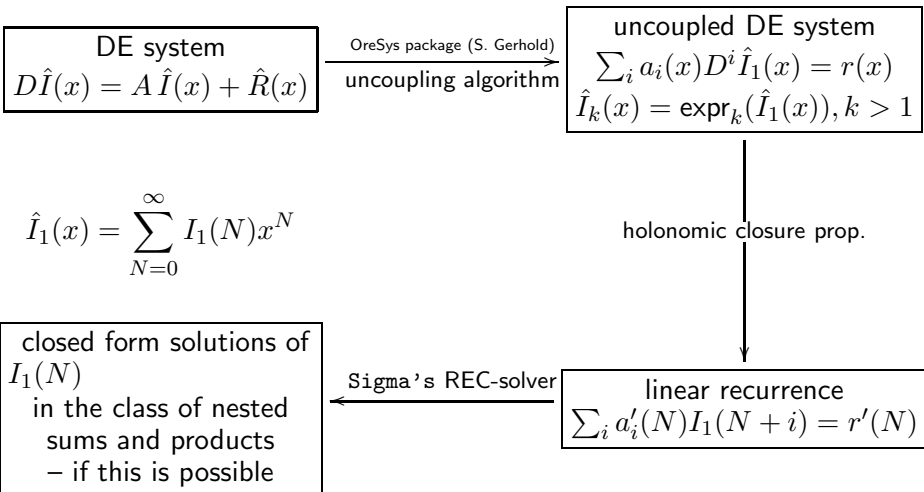 DE system
DÎ(x) = A Î(x) + R̂(x)
OreSys package (S. Gerhold)
uncoupling algorithm
uncoupled DE system
∑_i a_i(x)D^i Î_1(x) = r(x)
Î_k(x) = expr_k(Î_1(x)), k > 1
Î_1(x) = ∑_{N=0}^{∞} I_1(N)x^N
holonomic closure prop.
closed form solutions of
I_1(N)
in the class of nested
sums and products
– if this is possible
Sigma's REC-solver
linear recurrence
∑_i a'_i(N)I_1(N + i) = r'(N)